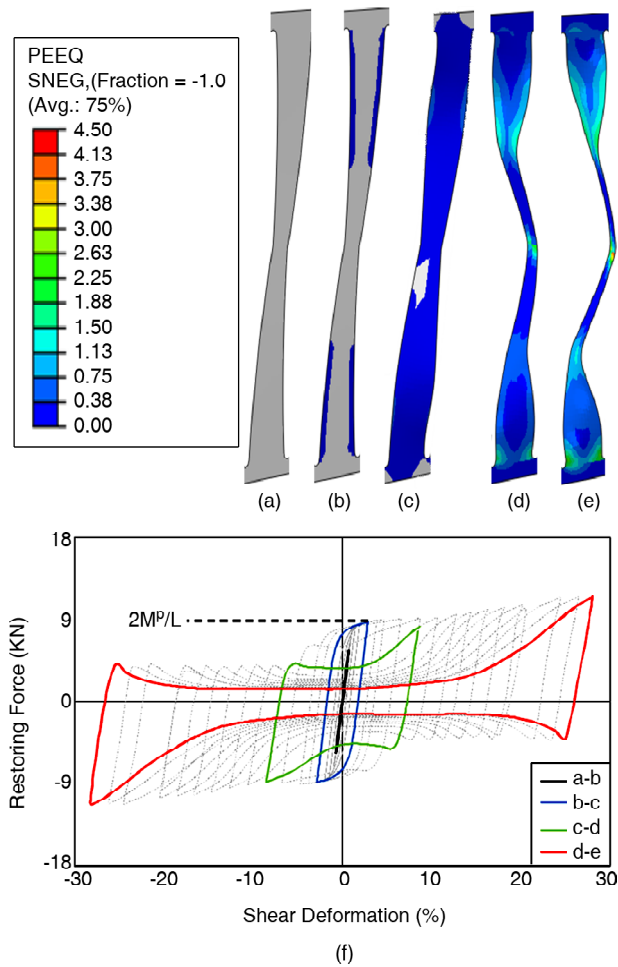 PEEQ
SNEG,(Fraction = -1.0
(Avg.: 75%)
4.50
4.13
3.75
3.38
3.00
2.63
2.25
1.88
1.50
1.13
0.75
0.38
0.00
(a) (b) (c) (d) (e)
Restoring Force (KN)
18
9
0
-9
-18
2Mᵖ/L
a-b
b-c
c-d
d-e
-30 -20 -10 0 10 20 30
Shear Deformation (%)
(f)